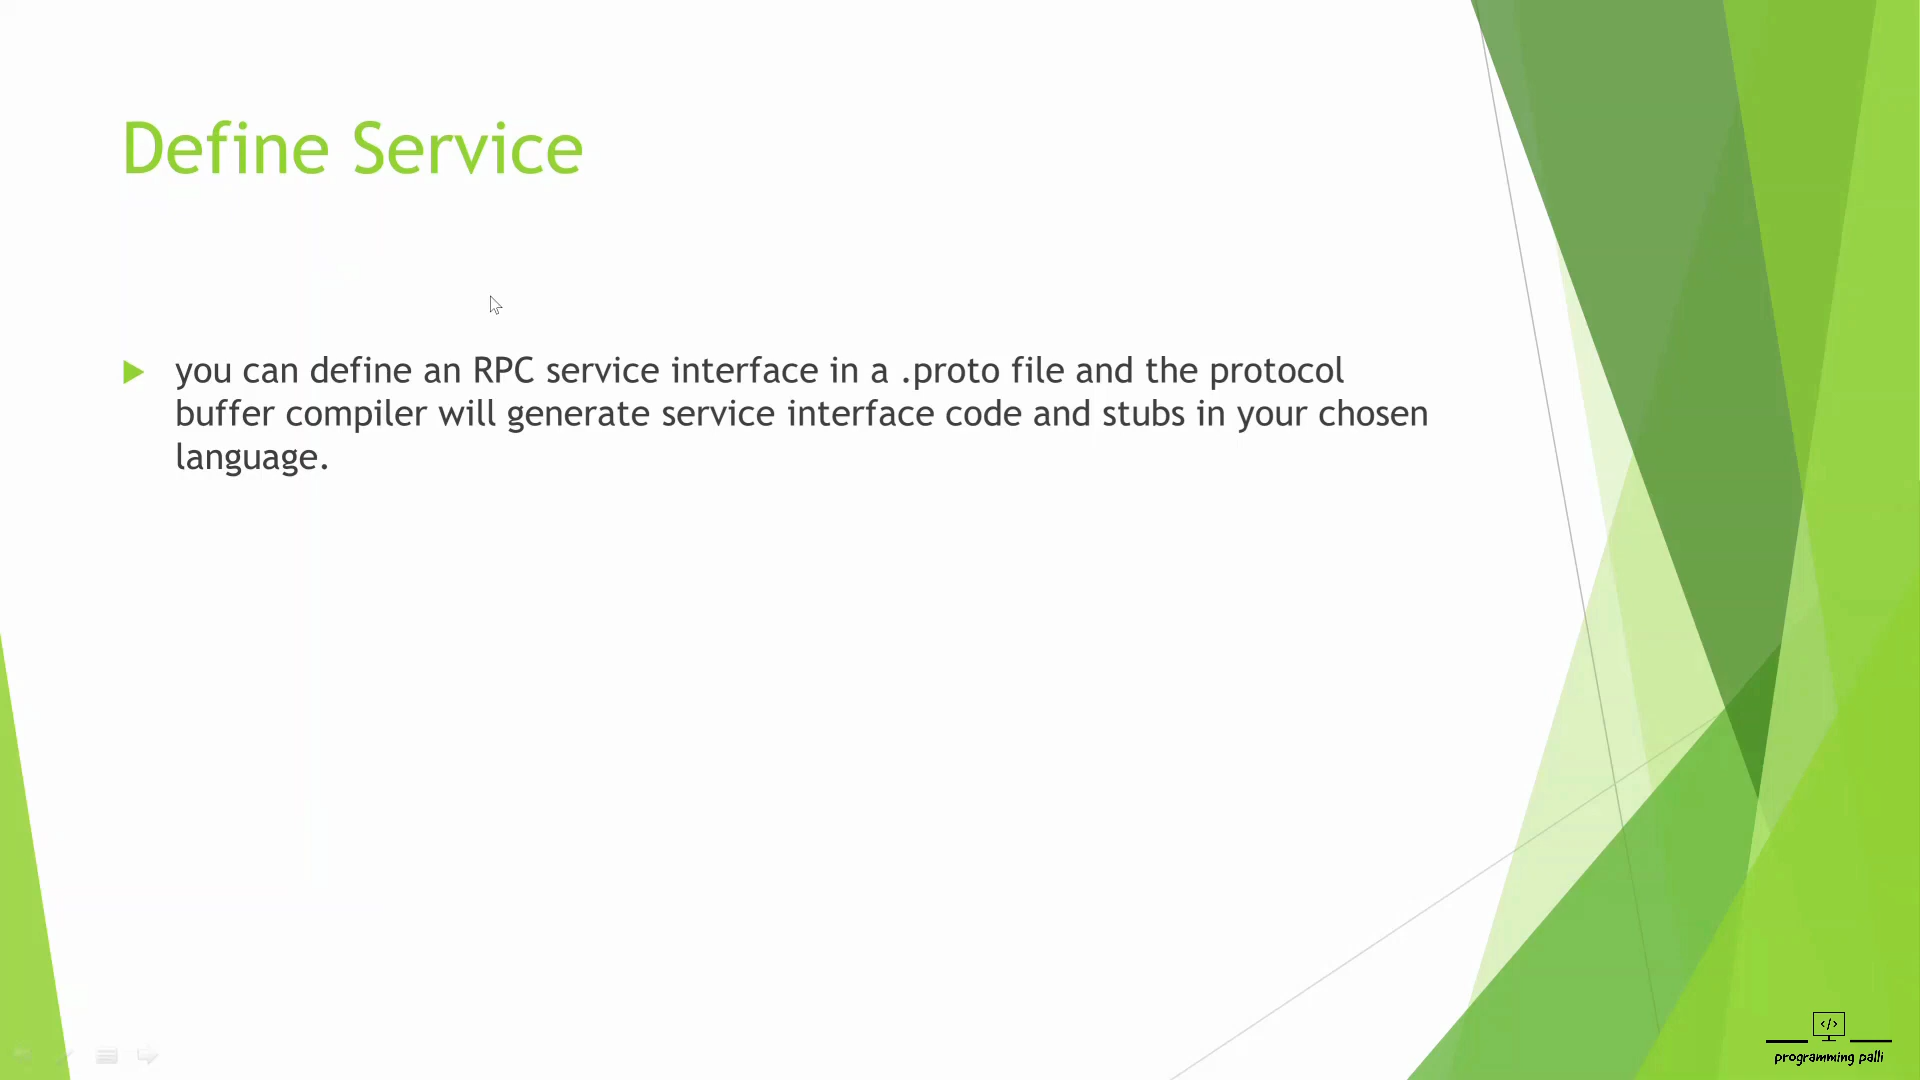 Define Service
you can define an RPC service interface in a .proto file and the protocol
buffer compiler will generate service interface code and stubs in your chosen
language.
</>
programming palli